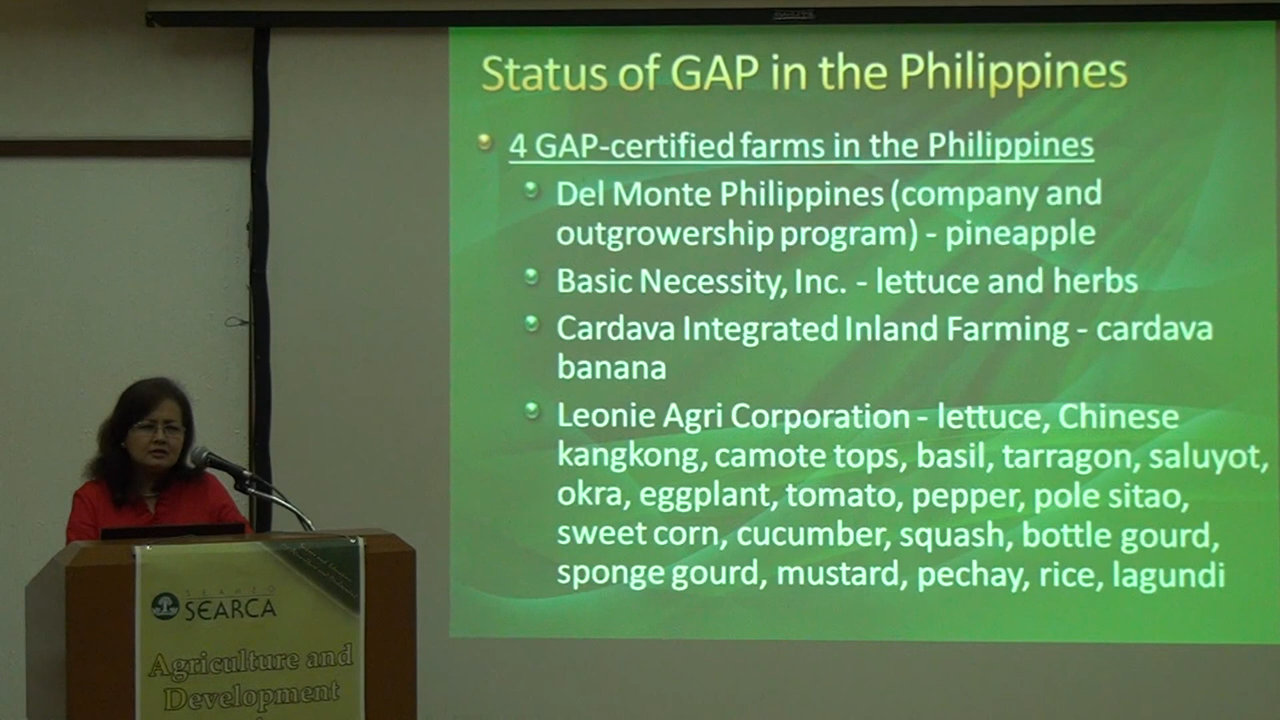 Status of GAP in the Philippines
4 GAP-certified farms in the Philippines
Del Monte Philippines (company and
outgrowership program) - pineapple
Basic Necessity, Inc. - lettuce and herbs
Cardava Integrated Inland Farming - cardava
banana
Leonie Agri Corporation - lettuce, Chinese
kangkong, camote tops, basil, tarragon, saluyot,
okra, eggplant, tomato, pepper, pole sitao,
sweet corn, cucumber, squash, bottle gourd,
sponge gourd, mustard, pechay, rice, lagundi
SEAMEO
SEARCA
Agriculture and
Development